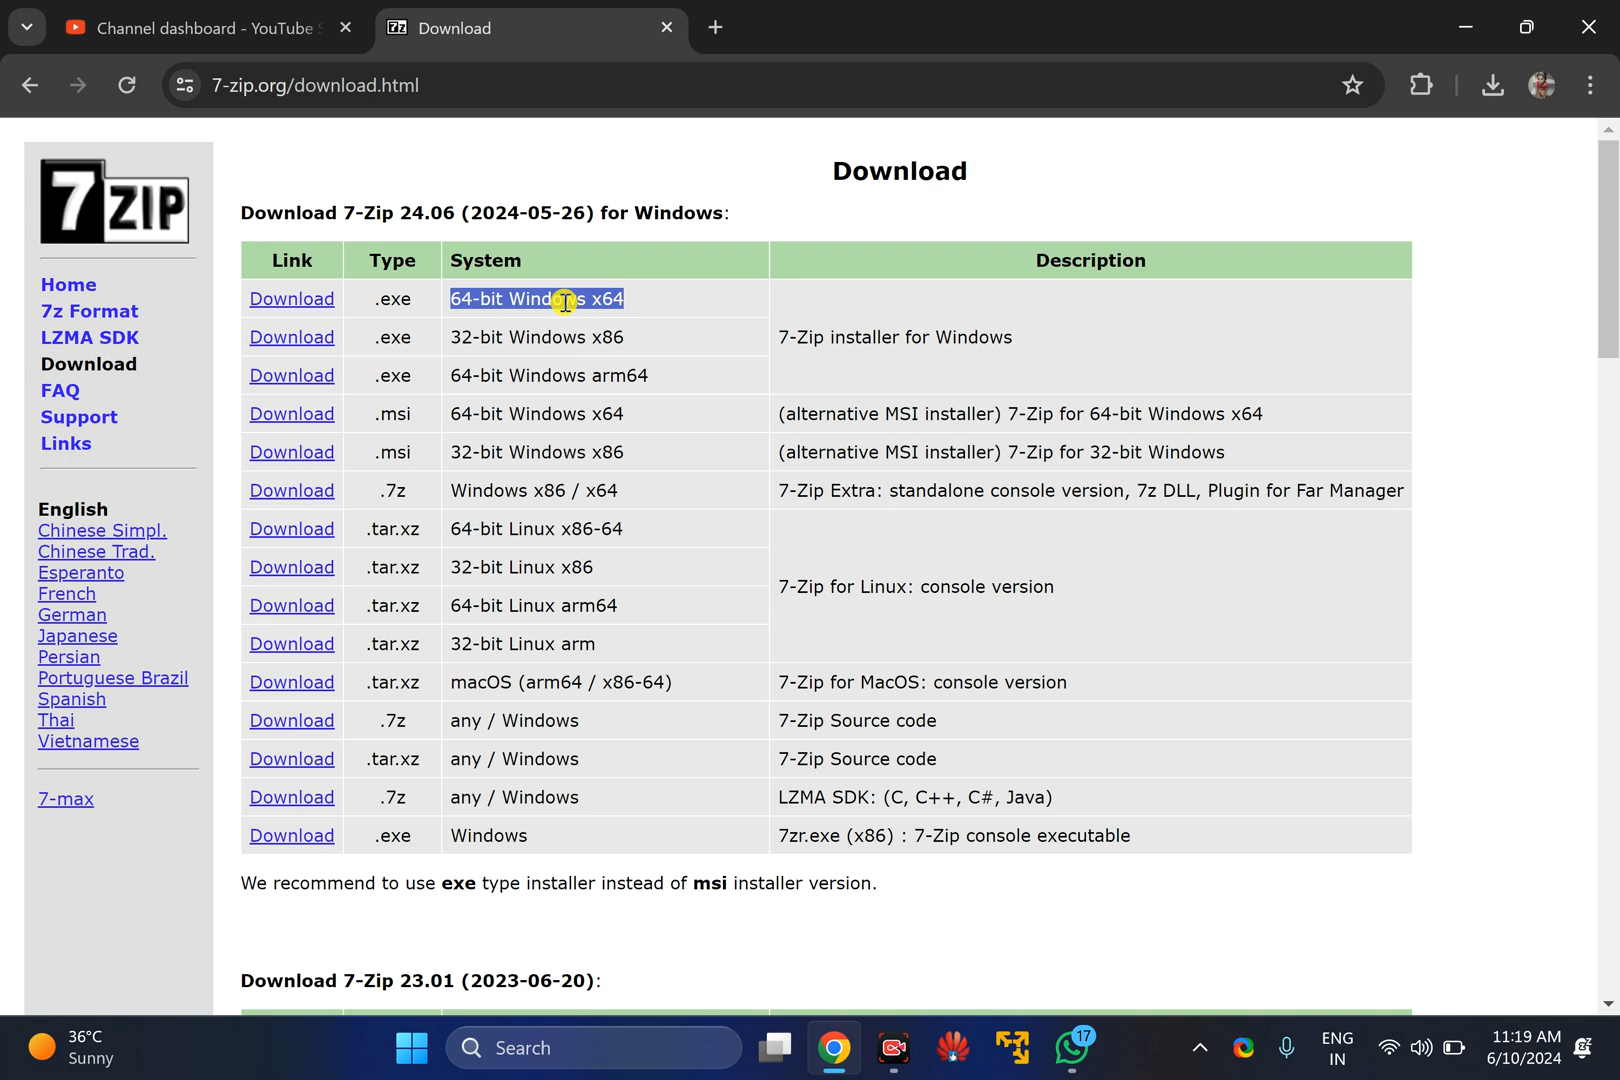 Channel dashboard - YouTube S
Download
7-zip.org/download.html
7ZIP
Home
7z Format
LZMA SDK
Download
FAQ
Support
Links
English
Chinese Simpl.
Chinese Trad.
Esperanto
French
German
Japanese
Persian
Portuguese Brazil
Spanish
Thai
Vietnamese
7-max
Download
Download 7-Zip 24.06 (2024-05-26) for Windows:
Link Type System Description
Download .exe 64-bit Windows x64
Download .exe 32-bit Windows x86 7-Zip installer for Windows
Download .exe 64-bit Windows arm64
Download .msi 64-bit Windows x64 (alternative MSI installer) 7-Zip for 64-bit Windows x64
Download .msi 32-bit Windows x86 (alternative MSI installer) 7-Zip for 32-bit Windows
Download .7z Windows x86 / x64 7-Zip Extra: standalone console version, 7z DLL, Plugin for Far Manager
Download .tar.xz 64-bit Linux x86-64
Download .tar.xz 32-bit Linux x86
7-Zip for Linux: console version
Download .tar.xz 64-bit Linux arm64
Download .tar.xz 32-bit Linux arm
Download .tar.xz macOS (arm64 / x86-64) 7-Zip for MacOS: console version
Download .7z any / Windows 7-Zip Source code
Download .tar.xz any / Windows 7-Zip Source code
Download .7z any / Windows LZMA SDK: (C, C++, C#, Java)
Download .exe Windows 7zr.exe (x86) : 7-Zip console executable
We recommend to use exe type installer instead of msi installer version.
Download 7-Zip 23.01 (2023-06-20):
36°C
Sunny
Search
17
ENG
IN
11:19 AM
6/10/2024